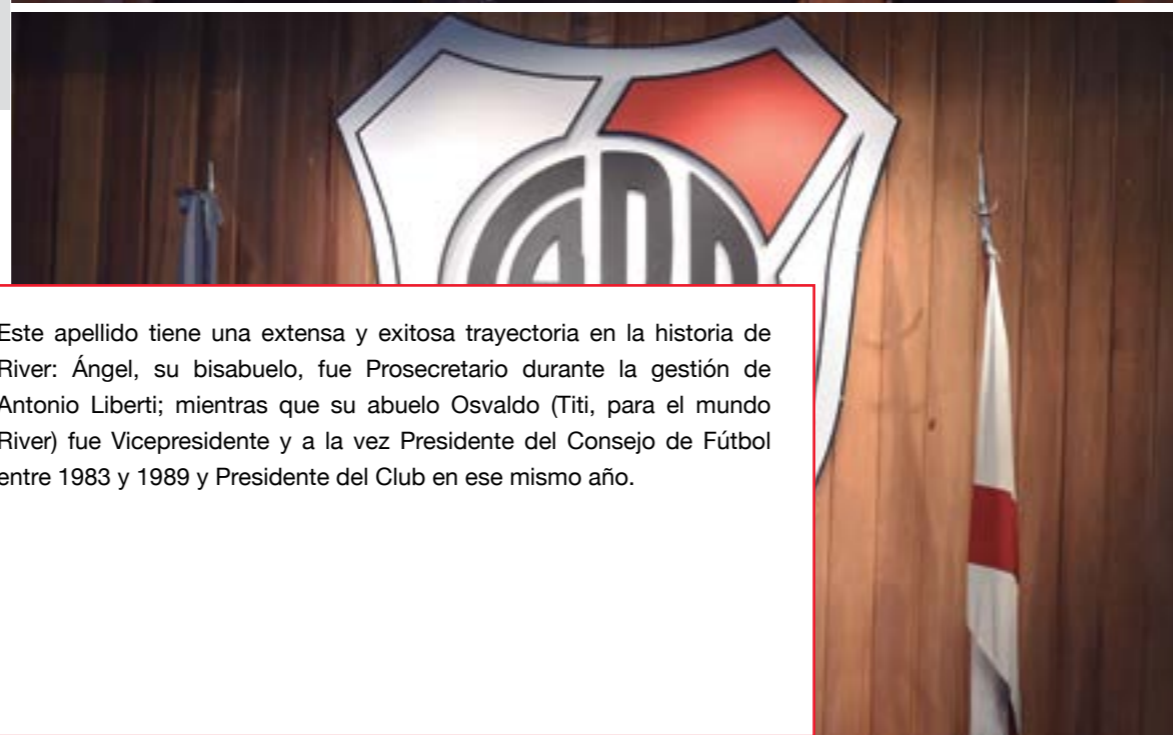 Este apellido tiene una extensa y exitosa trayectoria en la historia de
River: Ángel, su bisabuelo, fue Prosecretario durante la gestión de
Antonio Liberti; mientras que su abuelo Osvaldo (Titi, para el mundo
River) fue Vicepresidente y a la vez Presidente del Consejo de Fútbol
entre 1983 y 1989 y Presidente del Club en ese mismo año.